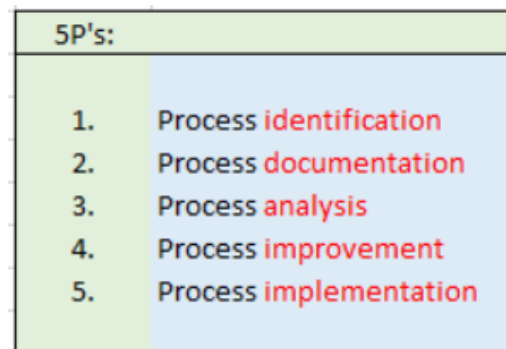 5P's:
1. Process identification
2. Process documentation
3. Process analysis
4. Process improvement
5. Process implementation